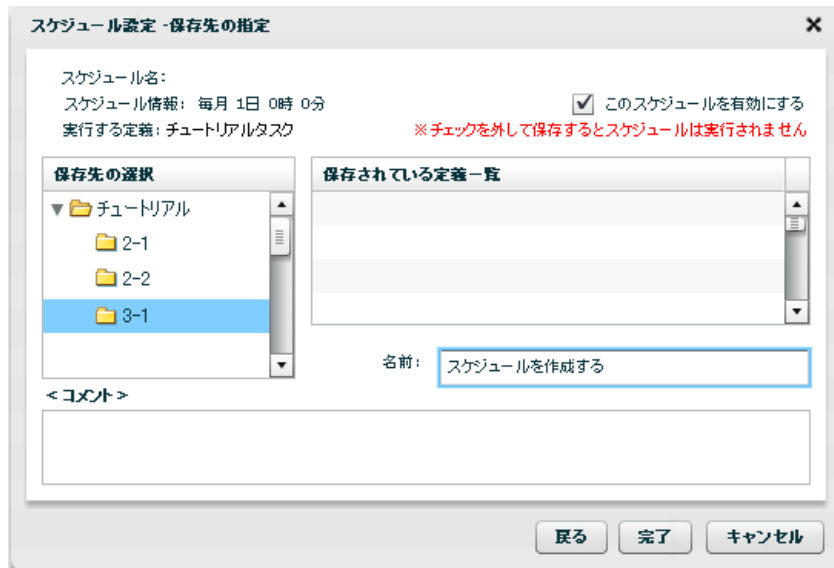 スケジュール設定 -保存先の指定
スケジュール名:
スケジュール情報: 毎月 1日 0時 0分
このスケジュールを有効にする
実行する定義: チュートリアルタスク
※チェックを外して保存するとスケジュールは実行されません
保存先の選択
保存されている定義一覧
チュートリアル
2-1
2-2
3-1
名前: スケジュールを作成する
<コメント>
戻る 完了 キャンセル